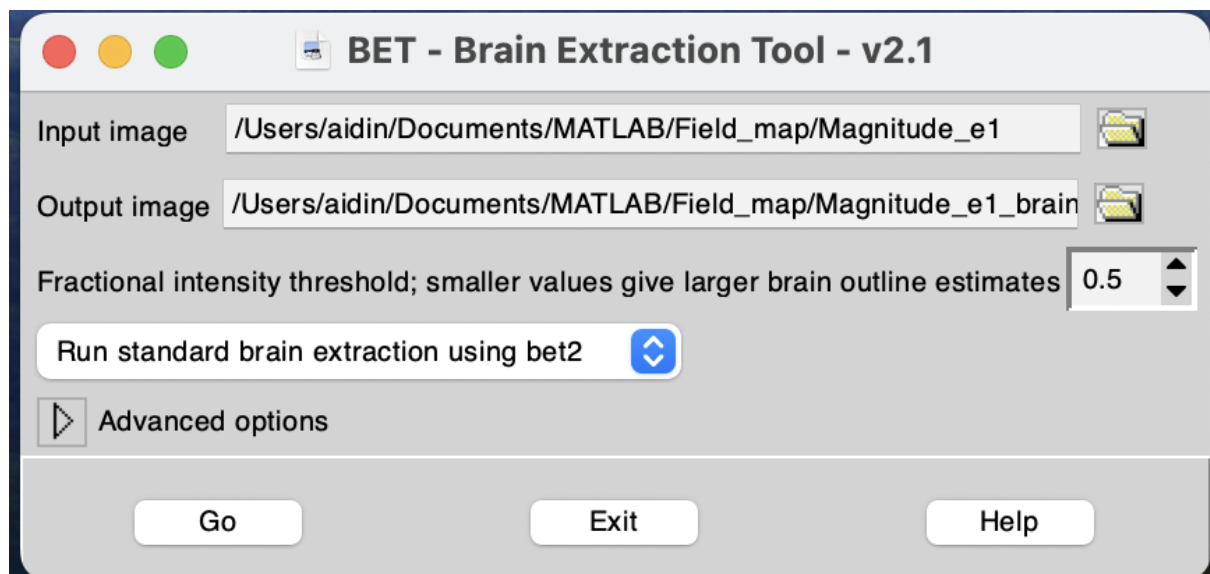 BET - Brain Extraction Tool - v2.1
Input image /Users/aidin/Documents/MATLAB/Field_map/Magnitude_e1
Output image /Users/aidin/Documents/MATLAB/Field_map/Magnitude_e1_brain
Fractional intensity threshold; smaller values give larger brain outline estimates 0.5
Run standard brain extraction using bet2
Advanced options
Go Exit Help